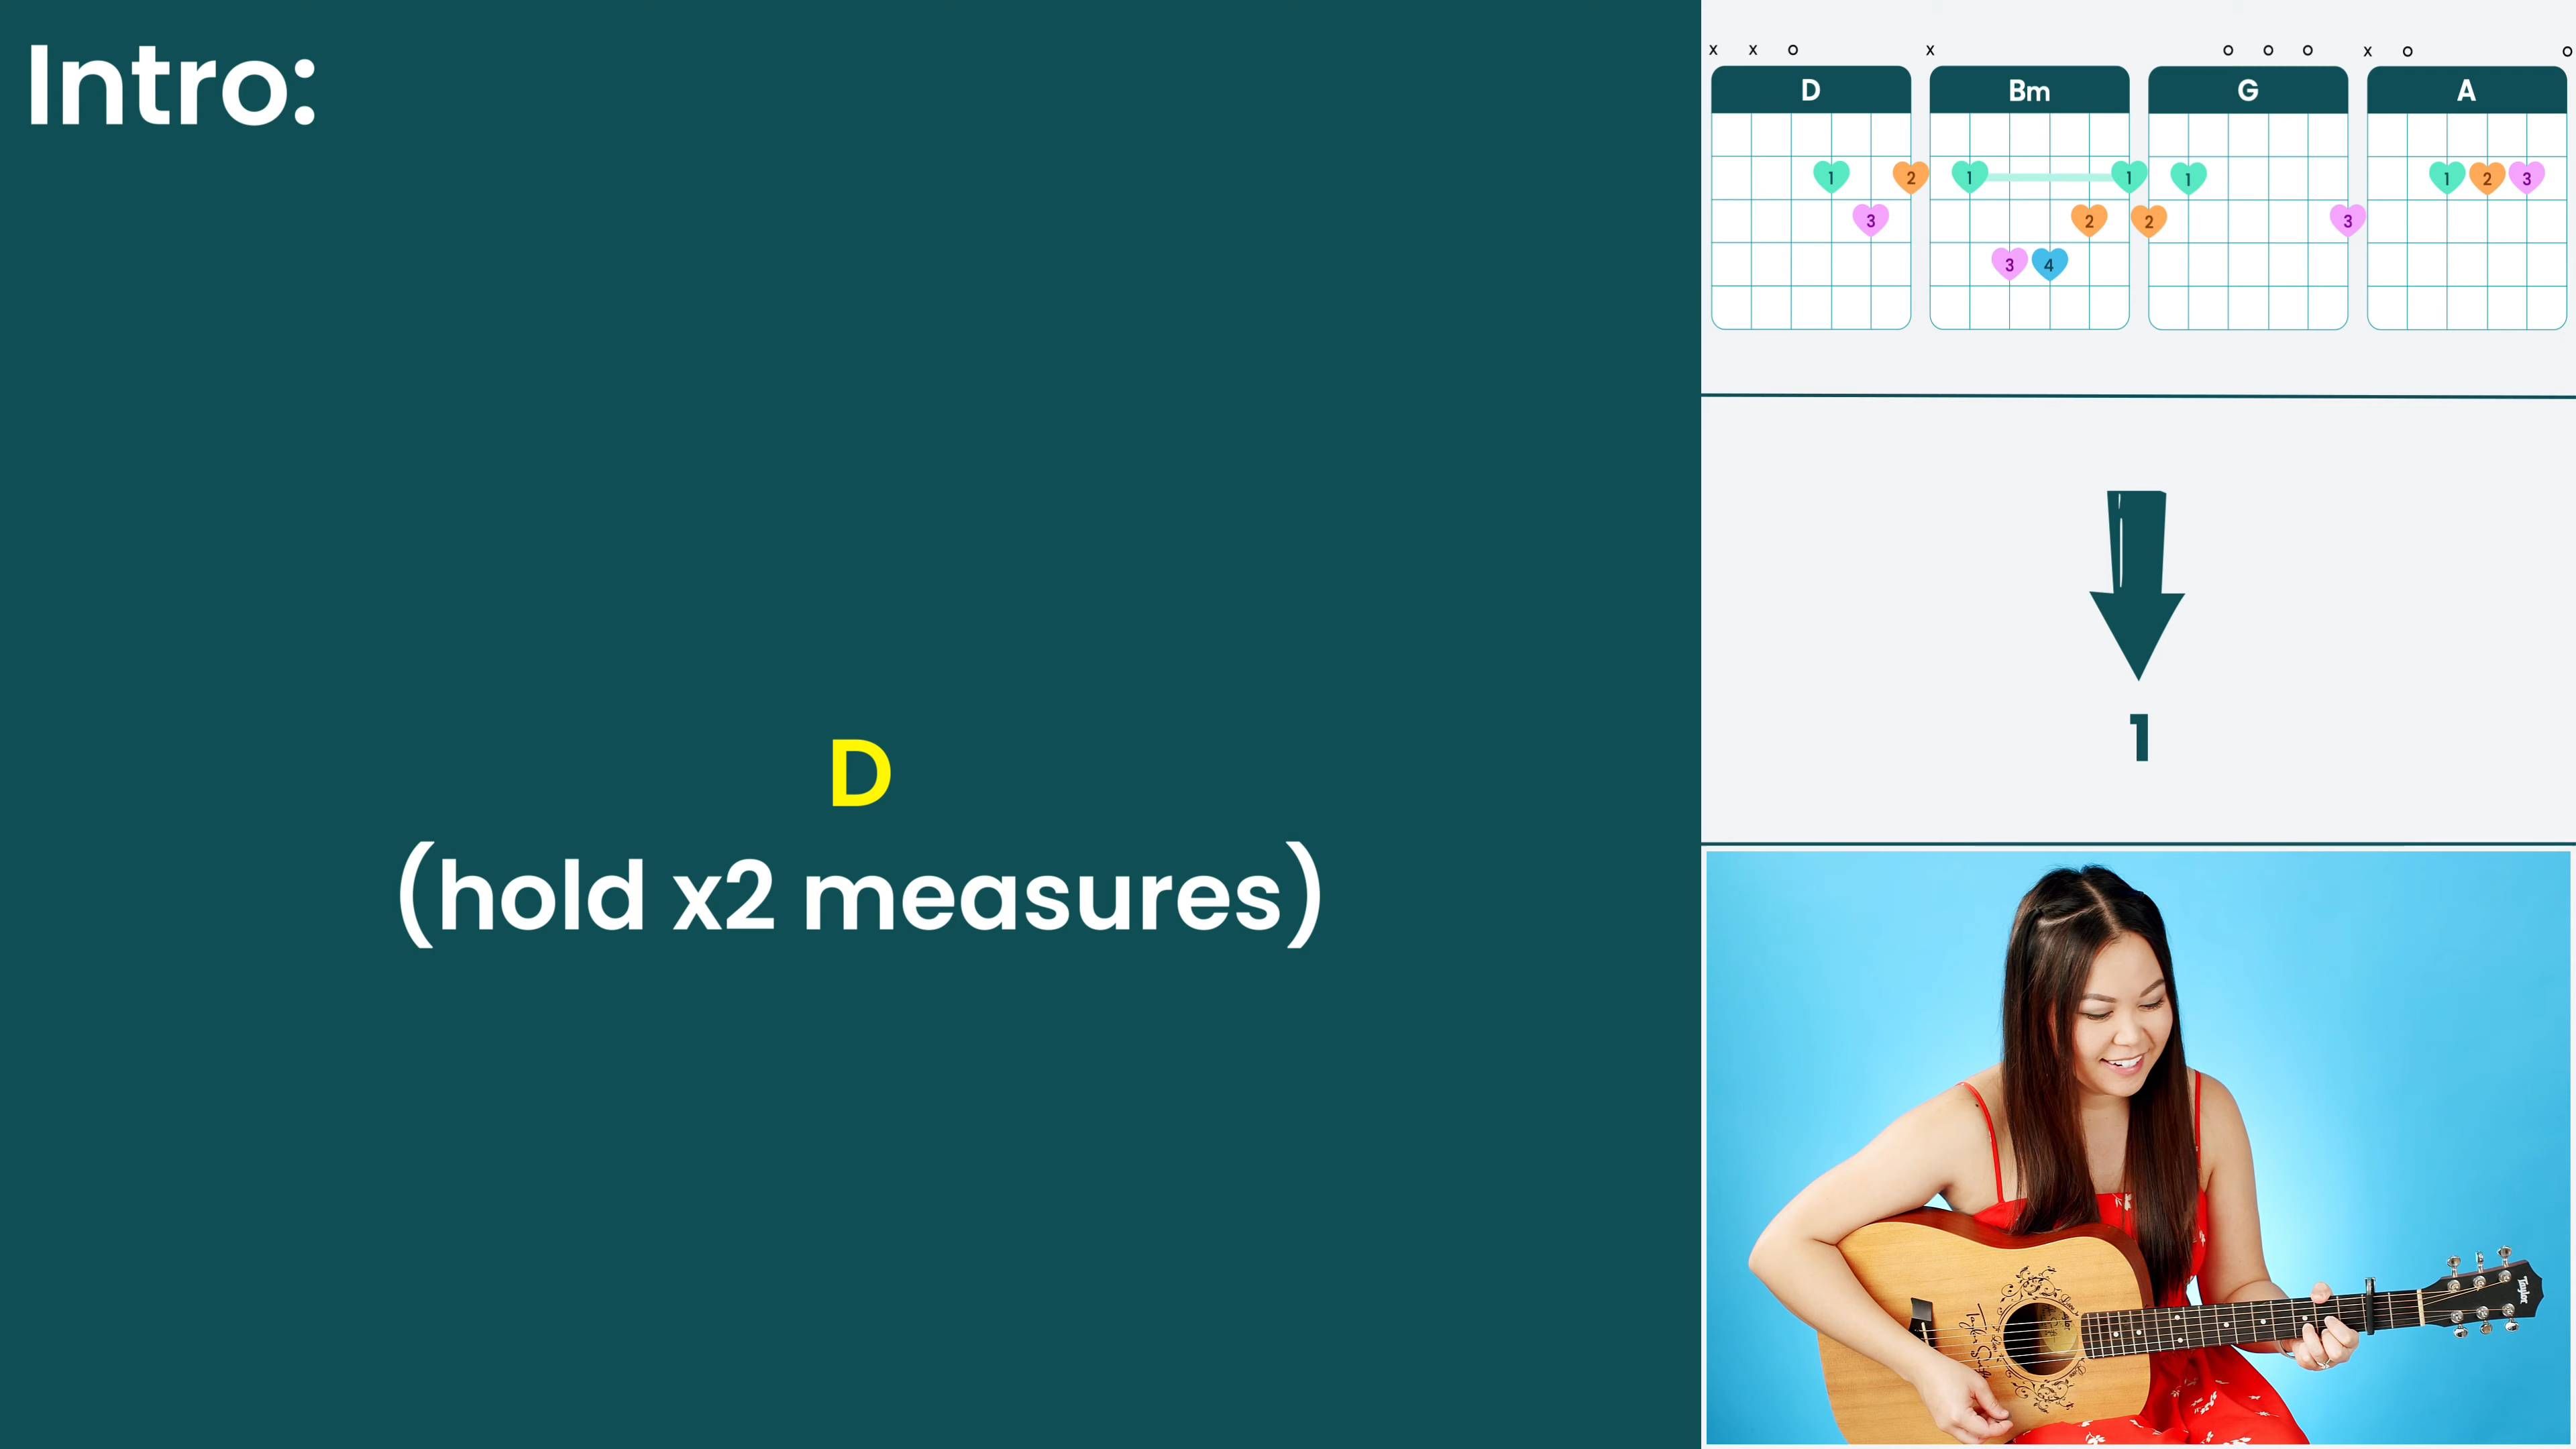 Intro:
D
(hold x2 measures)
x x o
x
o o o
x o o
D
Bm
G
A
1 2
3
1 1
2
3 4
1
2 3
1 2 3
1
Taylor